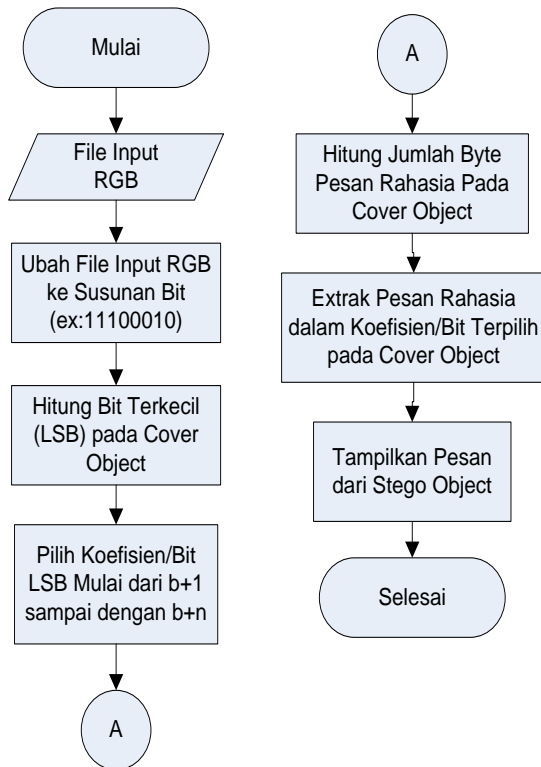 Mulai
File Input
RGB
Ubah File Input RGB
ke Susunan Bit
(ex:11100010)
Hitung Bit Terkecil
(LSB) pada Cover
Object
Pilih Koefisien/Bit
LSB Mulai dari b+1
sampai dengan b+n
A
A
Hitung Jumlah Byte
Pesan Rahasia Pada
Cover Object
Extrak Pesan Rahasia
dalam Koefisien/Bit Terpilih
pada Cover Object
Tampilkan Pesan
dari Stego Object
Selesai